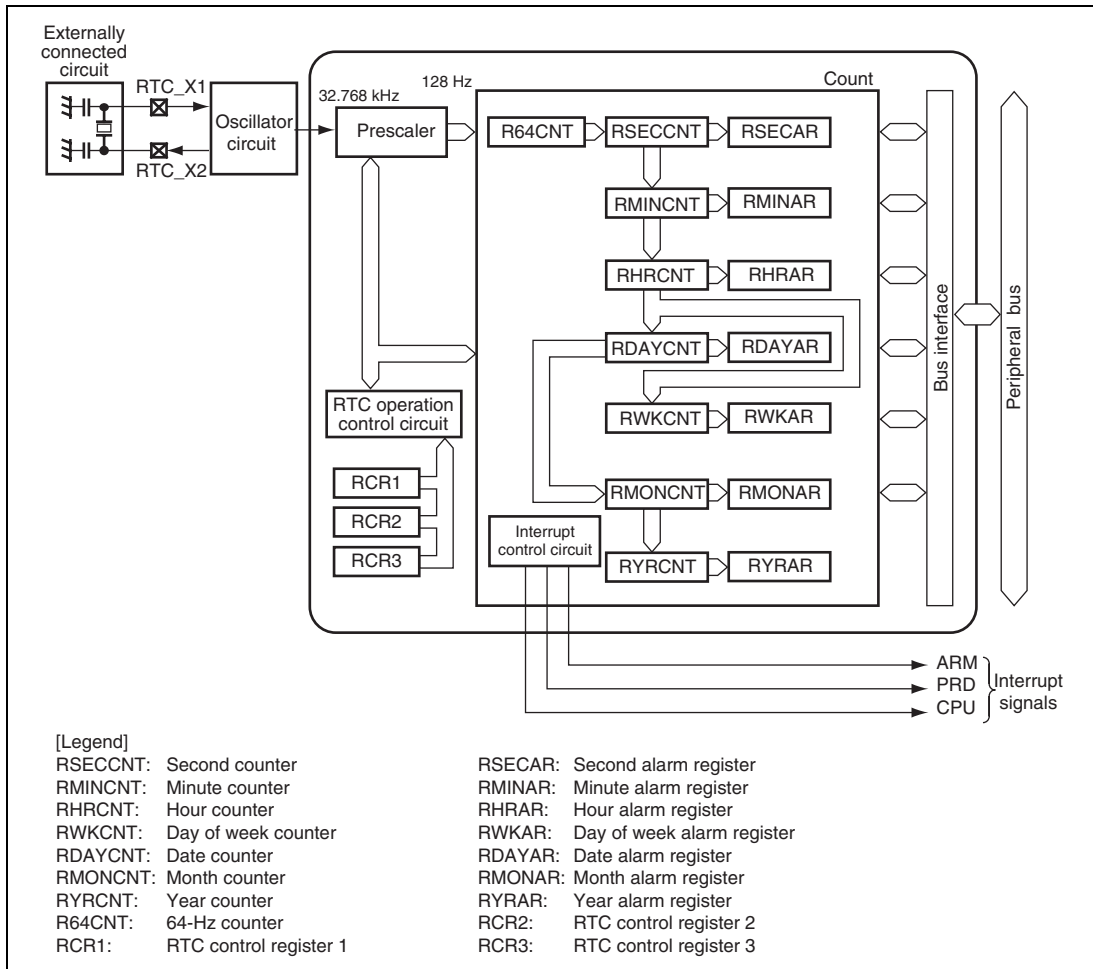 Externally
connected
circuit
RTC_X1
RTC_X2
Oscillator
circuit
32.768 kHz
128 Hz
Prescaler
Count
R64CNT
RSECCNT
RSECAR
RMINCNT
RMINAR
RHRCNT
RHRAR
RDAYCNT
RDAYAR
RWKCNT
RWKAR
RMONCNT
RMONAR
RYRCNT
RYRAR
RTC operation
control circuit
RCR1
RCR2
RCR3
Interrupt
control circuit
Bus interface
Peripheral bus
ARM
PRD
CPU
Interrupt
signals
[Legend]
RSECCNT: Second counter
RMINCNT: Minute counter
RHRCNT: Hour counter
RWKCNT: Day of week counter
RDAYCNT: Date counter
RMONCNT: Month counter
RYRCNT: Year counter
R64CNT: 64-Hz counter
RCR1: RTC control register 1
RSECAR: Second alarm register
RMINAR: Minute alarm register
RHRAR: Hour alarm register
RWKAR: Day of week alarm register
RDAYAR: Date alarm register
RMONAR: Month alarm register
RYRAR: Year alarm register
RCR2: RTC control register 2
RCR3: RTC control register 3